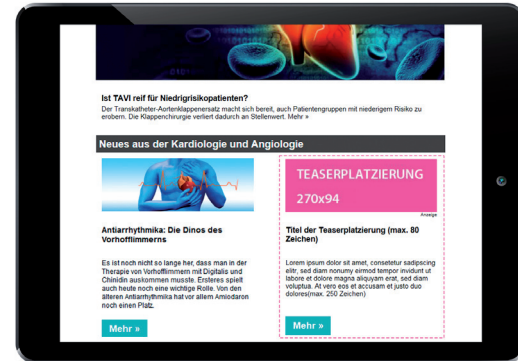 Ist TAVI reif für Niedrigrisikopatienten?
Der Transkatheter-Aortenklappenersatz macht sich bereit, auch Patientengruppen mit niederigem Risiko zu
erobern. Die Klappenchirurgie verliert dadurch an Stellenwert. Mehr »
Neues aus der Kardiologie und Angiologie
Antiarrhythmika: Die Dinos des
Vorhofflimmerns
Es ist noch nicht so lange her, dass man in der
Therapie von Vorhofflimmern mit Digitalis und
Chinidin auskommen musste. Ersteres spielt
auch heute noch eine wichtige Rolle. Von den
älteren Antiarrhythmika hat vor allem Amiodaron
noch einen Platz.
Mehr »
TEASERPLATZIERUNG
270x94
Anzeige
Titel der Teaserplatzierung (max. 80
Zeichen)
Lorem ipsum dolor sit amet, consetetur sadipscing
elitr, sed diam nonumy eirmod tempor invidunt ut
labore et dolore magna aliquyam erat, sed diam
voluptua. At vero eos et accusam et justo duo
dolores(max. 250 Zeichen)
Mehr »